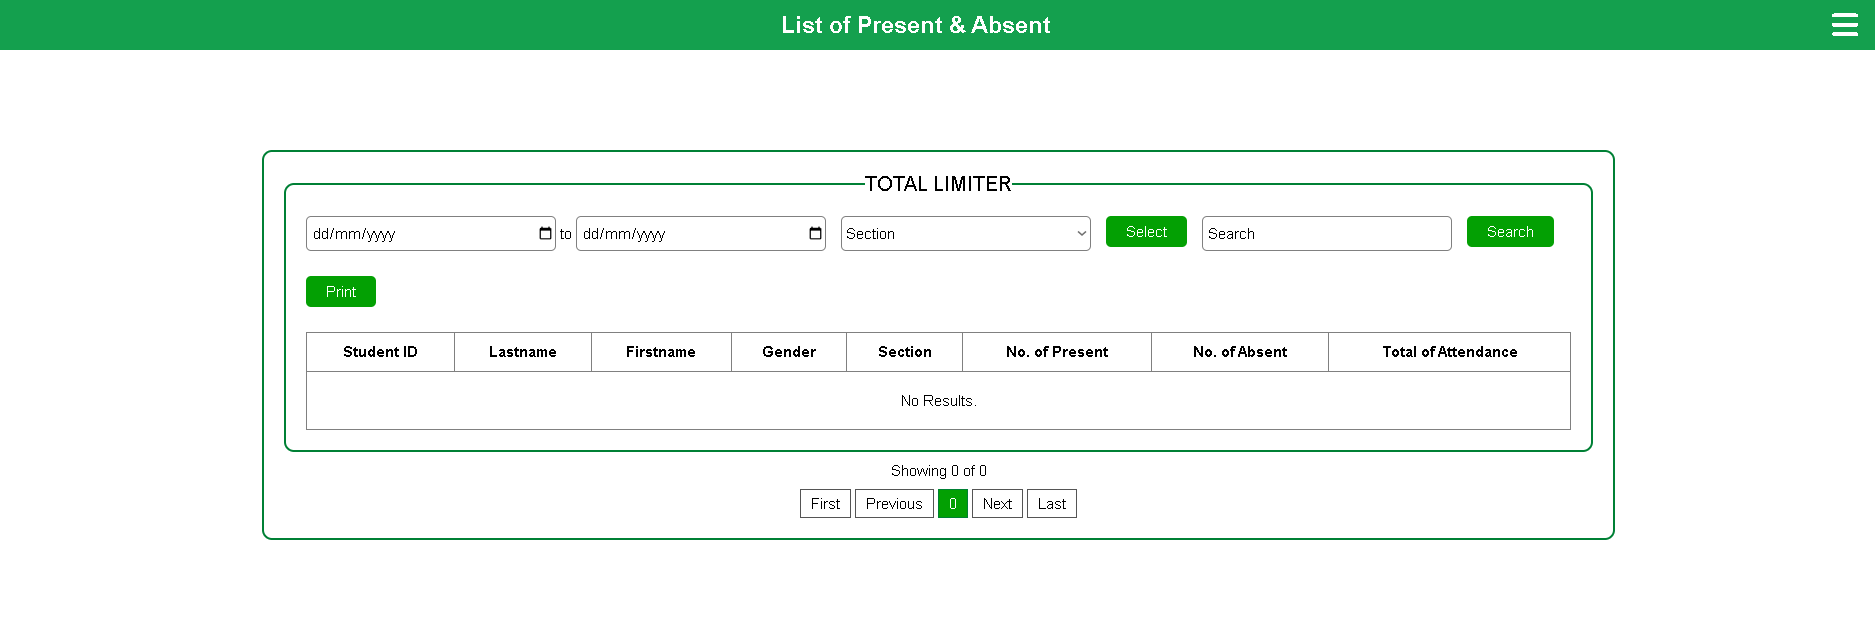 List of Present & Absent
TOTAL LIMITER
dd/mm/yyyy to dd/mm/yyyy Section Select Search Search
Print
Student ID Lastname Firstname Gender Section No. of Present No. of Absent Total of Attendance
No Results.
Showing 0 of 0
First Previous 0 Next Last